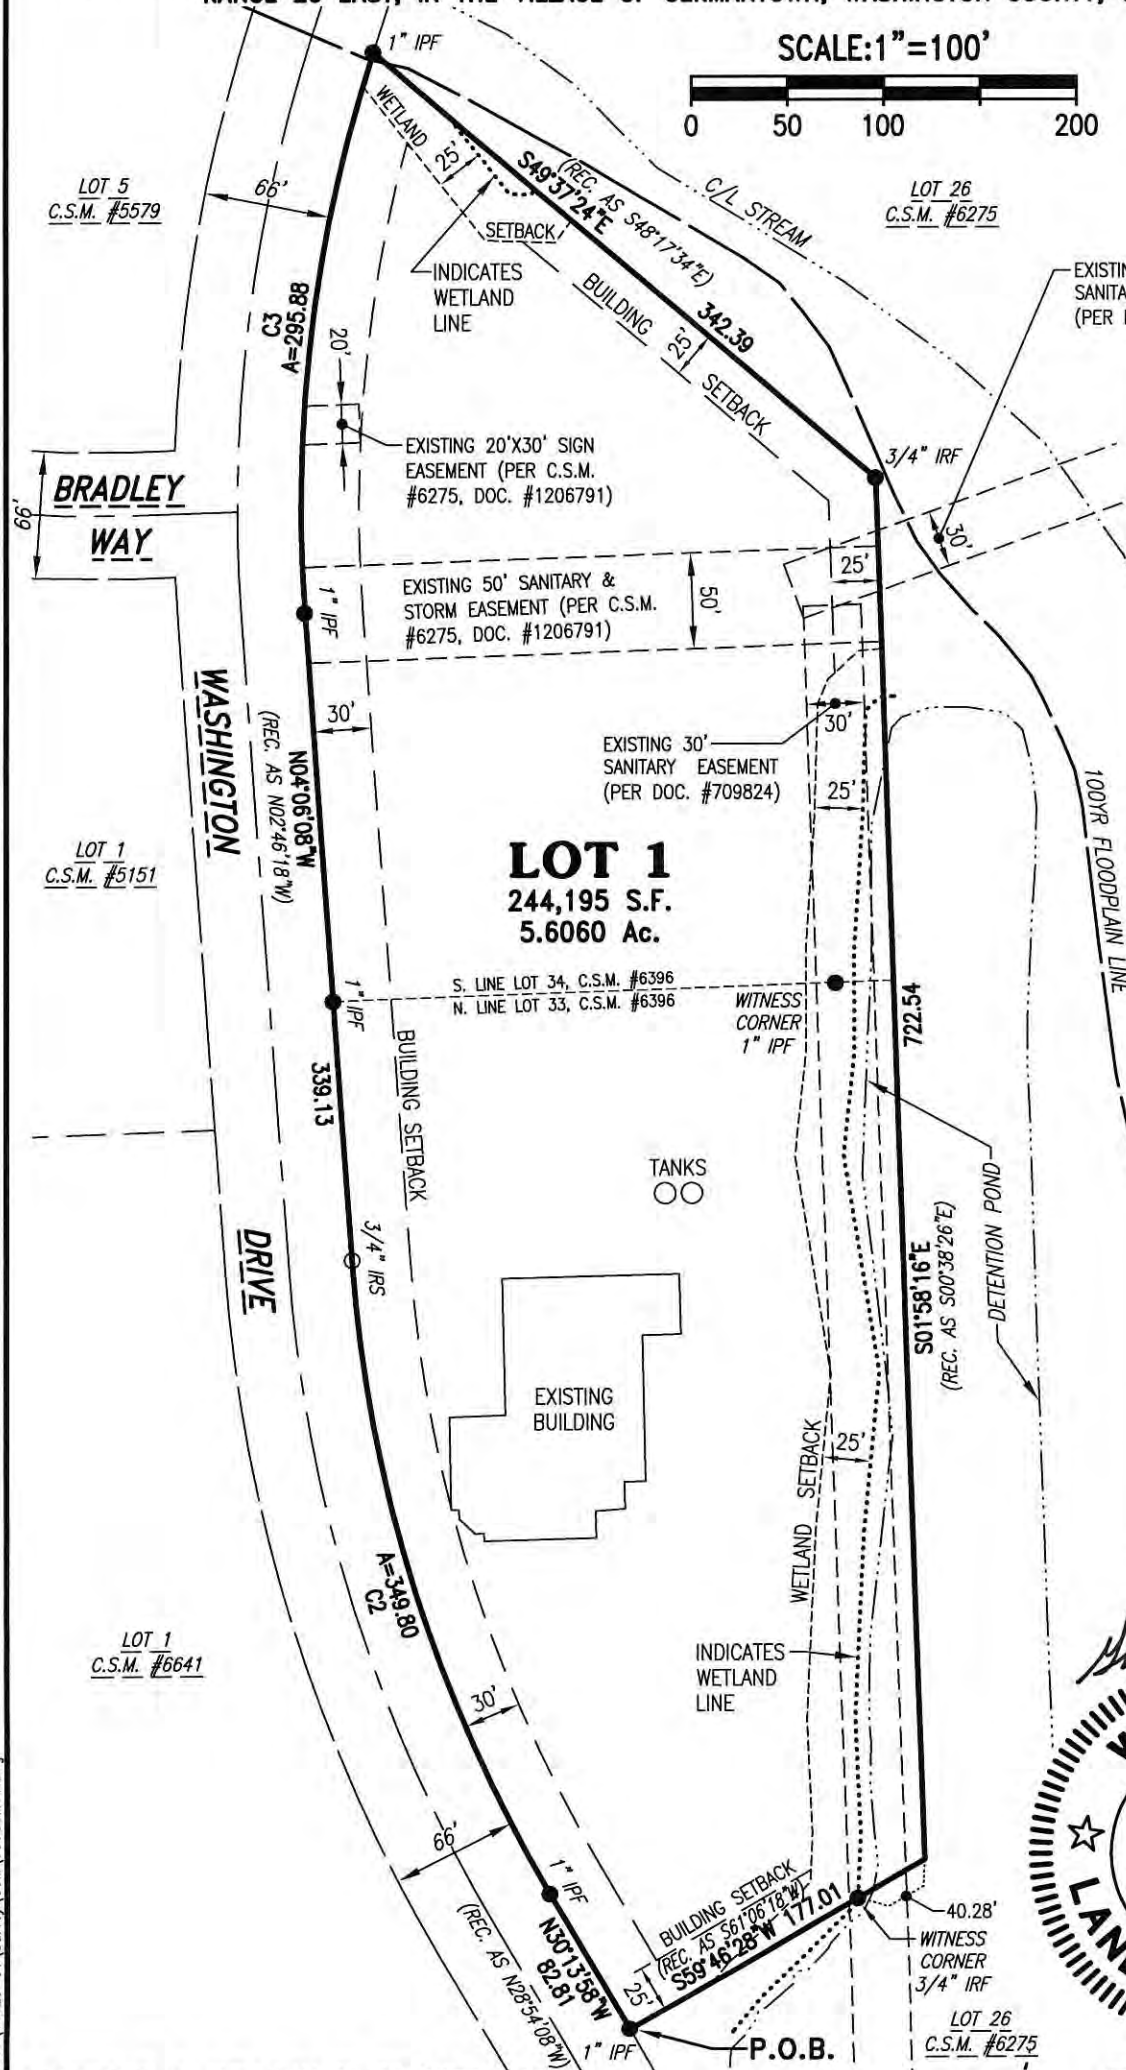 SCALE:1"=100'
0 50 100 200
1" IPF
WETLAND
25'
S49°37'24"E
(REC. AS S48°17'34"E)
342.39
C/L STREAM
LOT 5
C.S.M. #5579
66'
LOT 26
C.S.M. #6275
SETBACK
INDICATES
WETLAND
LINE
BUILDING
SETBACK
25'
C3
A=295.88
20'
EXISTING 20'X30' SIGN
EASEMENT (PER C.S.M.
#6275, DOC. #1206791)
3/4" IRF
30'
BRADLEY
WAY
66'
25'
EXISTING 50' SANITARY &
STORM EASEMENT (PER C.S.M.
#6275, DOC. #1206791)
50'
1" IPF
WASHINGTON
N04°06'08"W
(REC. AS N02°46'18"W)
30'
30'
EXISTING 30'
SANITARY EASEMENT
(PER DOC. #709824)
25'
100YR FLOODPLAIN LINE
LOT 1
C.S.M. #5151
LOT 1
244,195 S.F.
5.6060 Ac.
S. LINE LOT 34, C.S.M. #6396
N. LINE LOT 33, C.S.M. #6396
1" IPF
WITNESS
CORNER
1" IPF
722.54
339.13
BUILDING SETBACK
TANKS
DETENTION POND
S01°58'16"E
(REC. AS S00°38'26"E)
DRIVE
3/4" IRS
EXISTING
BUILDING
WETLAND SETBACK
25'
A=349.80
C2
LOT 1
C.S.M. #6641
INDICATES
WETLAND
LINE
30'
66'
1" IPF
BUILDING SETBACK
(REC. AS S61°06'18"W)
S59°46'28"W 177.01
40.28'
WITNESS
CORNER
3/4" IRF
N30°13'58"W
82.81
(REC. AS N28°54'08"W)
25'
1" IPF
P.O.B.
LOT 26
C.S.M. #6275